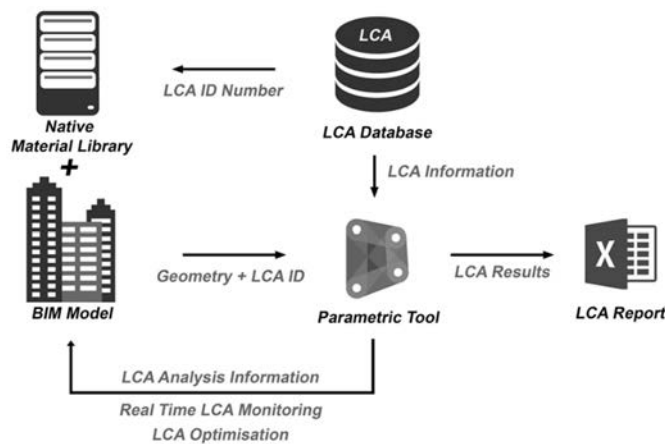 LCA
LCA ID Number
Native
Material Library
+
LCA Database
LCA Information
Geometry + LCA ID
LCA Results
X
BIM Model
Parametric Tool
LCA Report
LCA Analysis Information
Real Time LCA Monitoring
LCA Optimisation